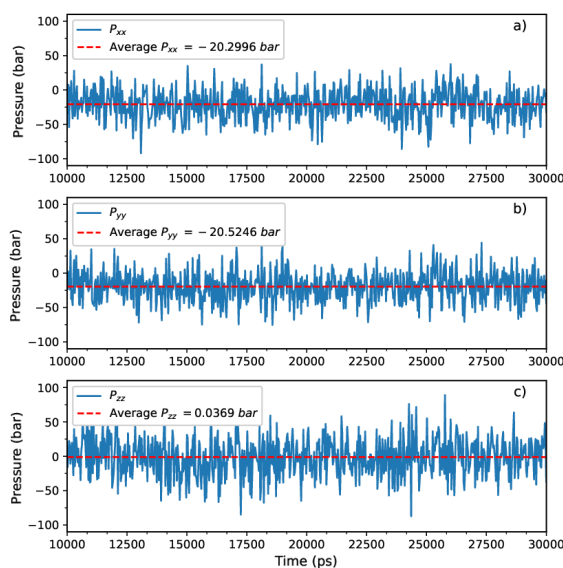 a)
P_xx
Average P_xx = −20.2996 bar
Pressure (bar)
100
50
0
−50
−100
10000 12500 15000 17500 20000 22500 25000 27500 30000
b)
P_yy
Average P_yy = −20.5246 bar
Pressure (bar)
100
50
0
−50
−100
10000 12500 15000 17500 20000 22500 25000 27500 30000
c)
P_zz
Average P_zz = 0.0369 bar
Pressure (bar)
100
50
0
−50
−100
10000 12500 15000 17500 20000 22500 25000 27500 30000
Time (ps)